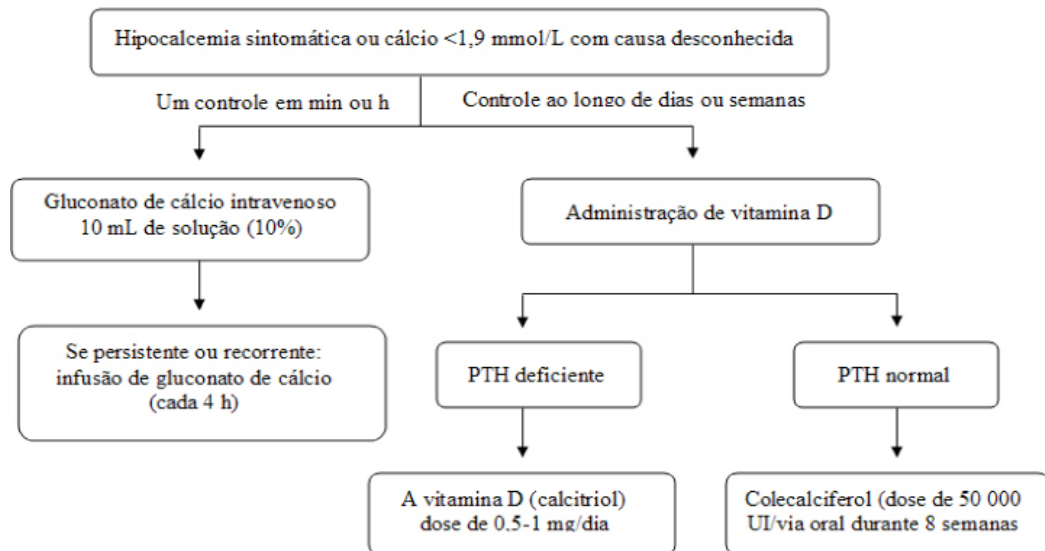 Hipocalcemia sintomática ou cálcio <1,9 mmol/L com causa desconhecida
Um controle em min ou h
Controle ao longo de dias ou semanas
Gluconato de cálcio intravenoso
10 mL de solução (10%)
Administração de vitamina D
Se persistente ou recorrente:
infusão de gluconato de cálcio
(cada 4 h)
PTH deficiente
PTH normal
A vitamina D (calcitriol)
dose de 0,5-1 mg/dia
Colecalciferol (dose de 50 000
UI/via oral durante 8 semanas